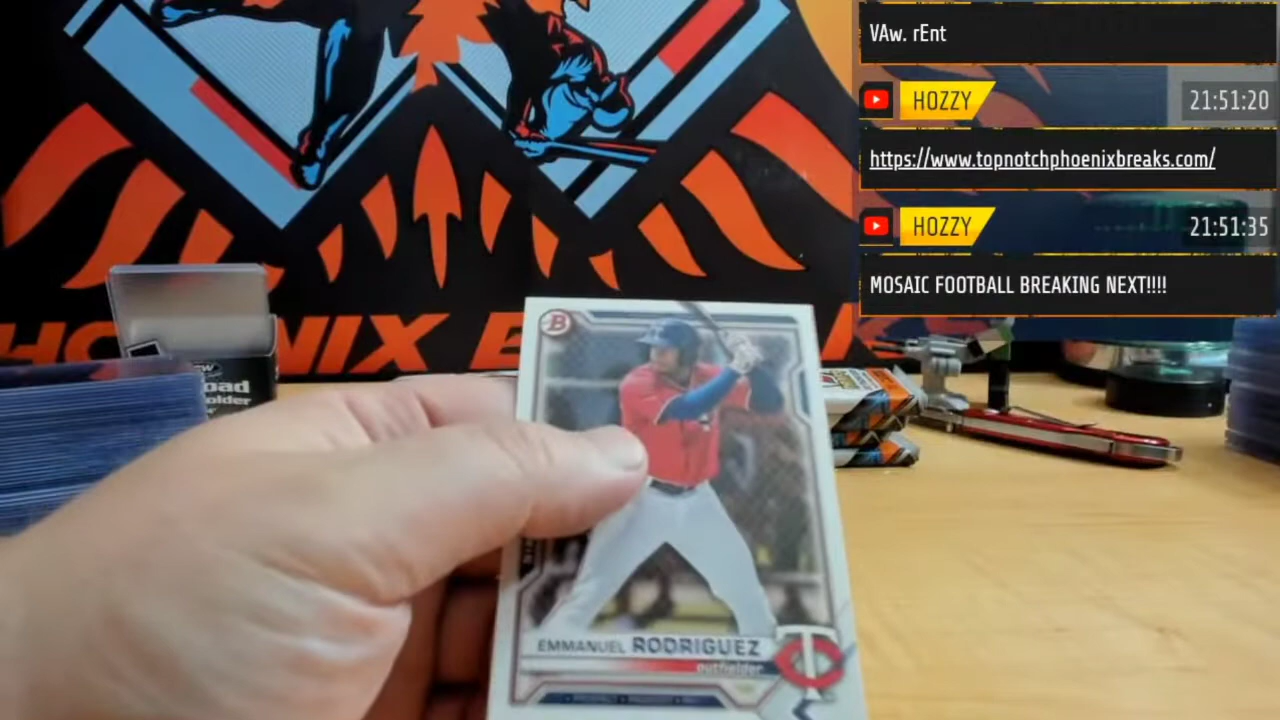 VAw. rEnt
HOZZY
21:51:20
https://www.topnotchphoenixbreaks.com/
HOZZY
21:51:35
MOSAIC FOOTBALL BREAKING NEXT!!!!
B
EMMANUEL RODRIGUEZ
outfielder